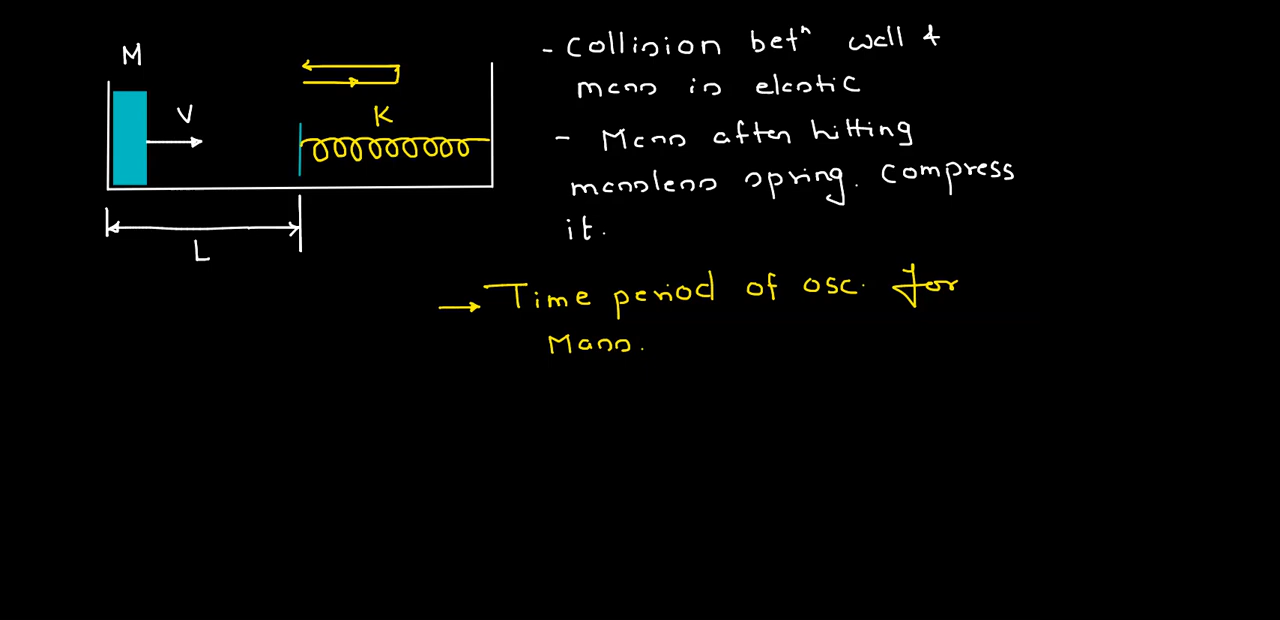 M
V
K
L
- Collision betⁿ wall &
mass is elastic
- Mass after hitting
massless spring. compress
it.
→ Time period of osc. for
Mass.